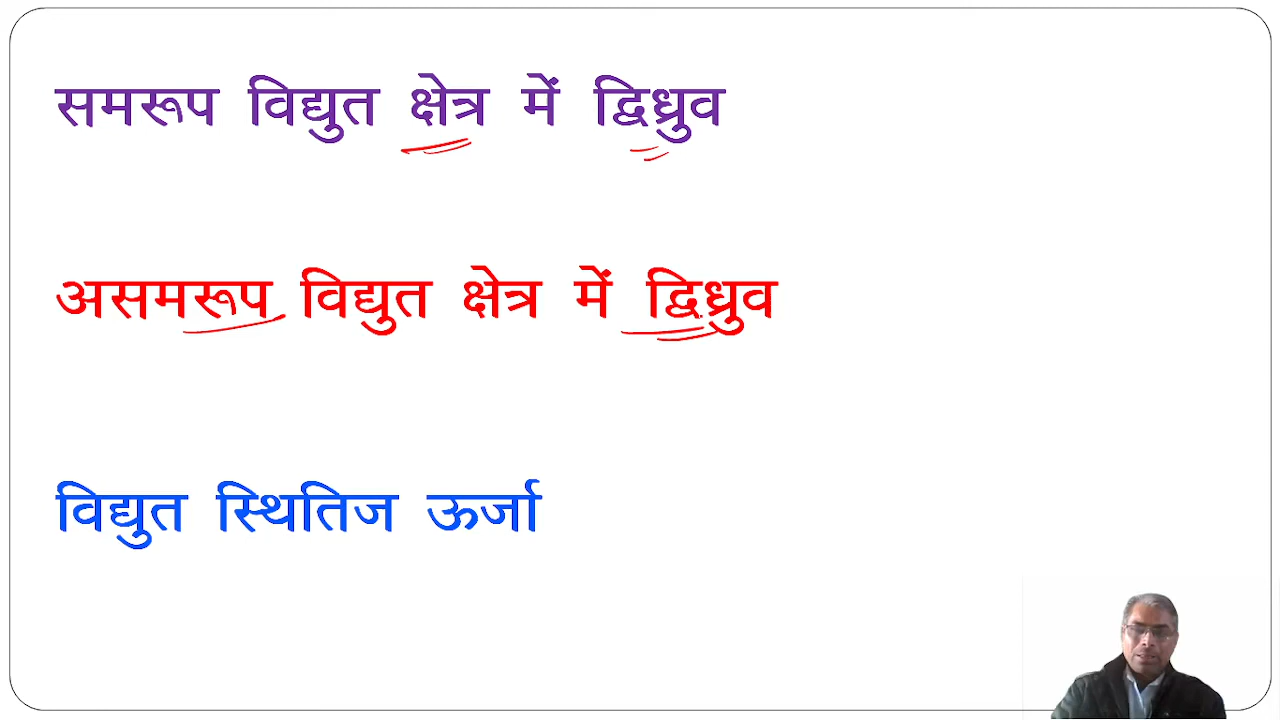 समरूप विद्युत क्षेत्र में द्विध्रुव
असमरूप विद्युत क्षेत्र में द्विध्रुव
विद्युत स्थितिज ऊर्जा